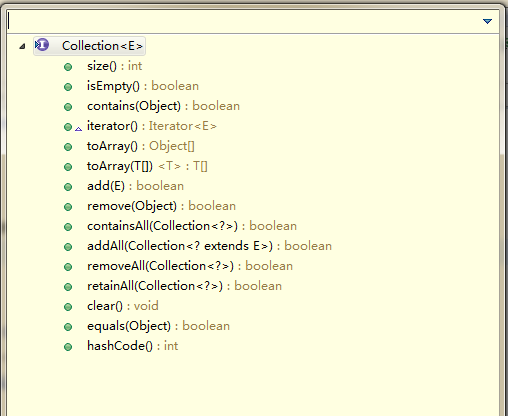 Collection<E>
size() : int
isEmpty() : boolean
contains(Object) : boolean
iterator() : Iterator<E>
toArray() : Object[]
toArray(T[]) <T> : T[]
add(E) : boolean
remove(Object) : boolean
containsAll(Collection<?>) : boolean
addAll(Collection<? extends E>) : boolean
removeAll(Collection<?>) : boolean
retainAll(Collection<?>) : boolean
clear() : void
equals(Object) : boolean
hashCode() : int